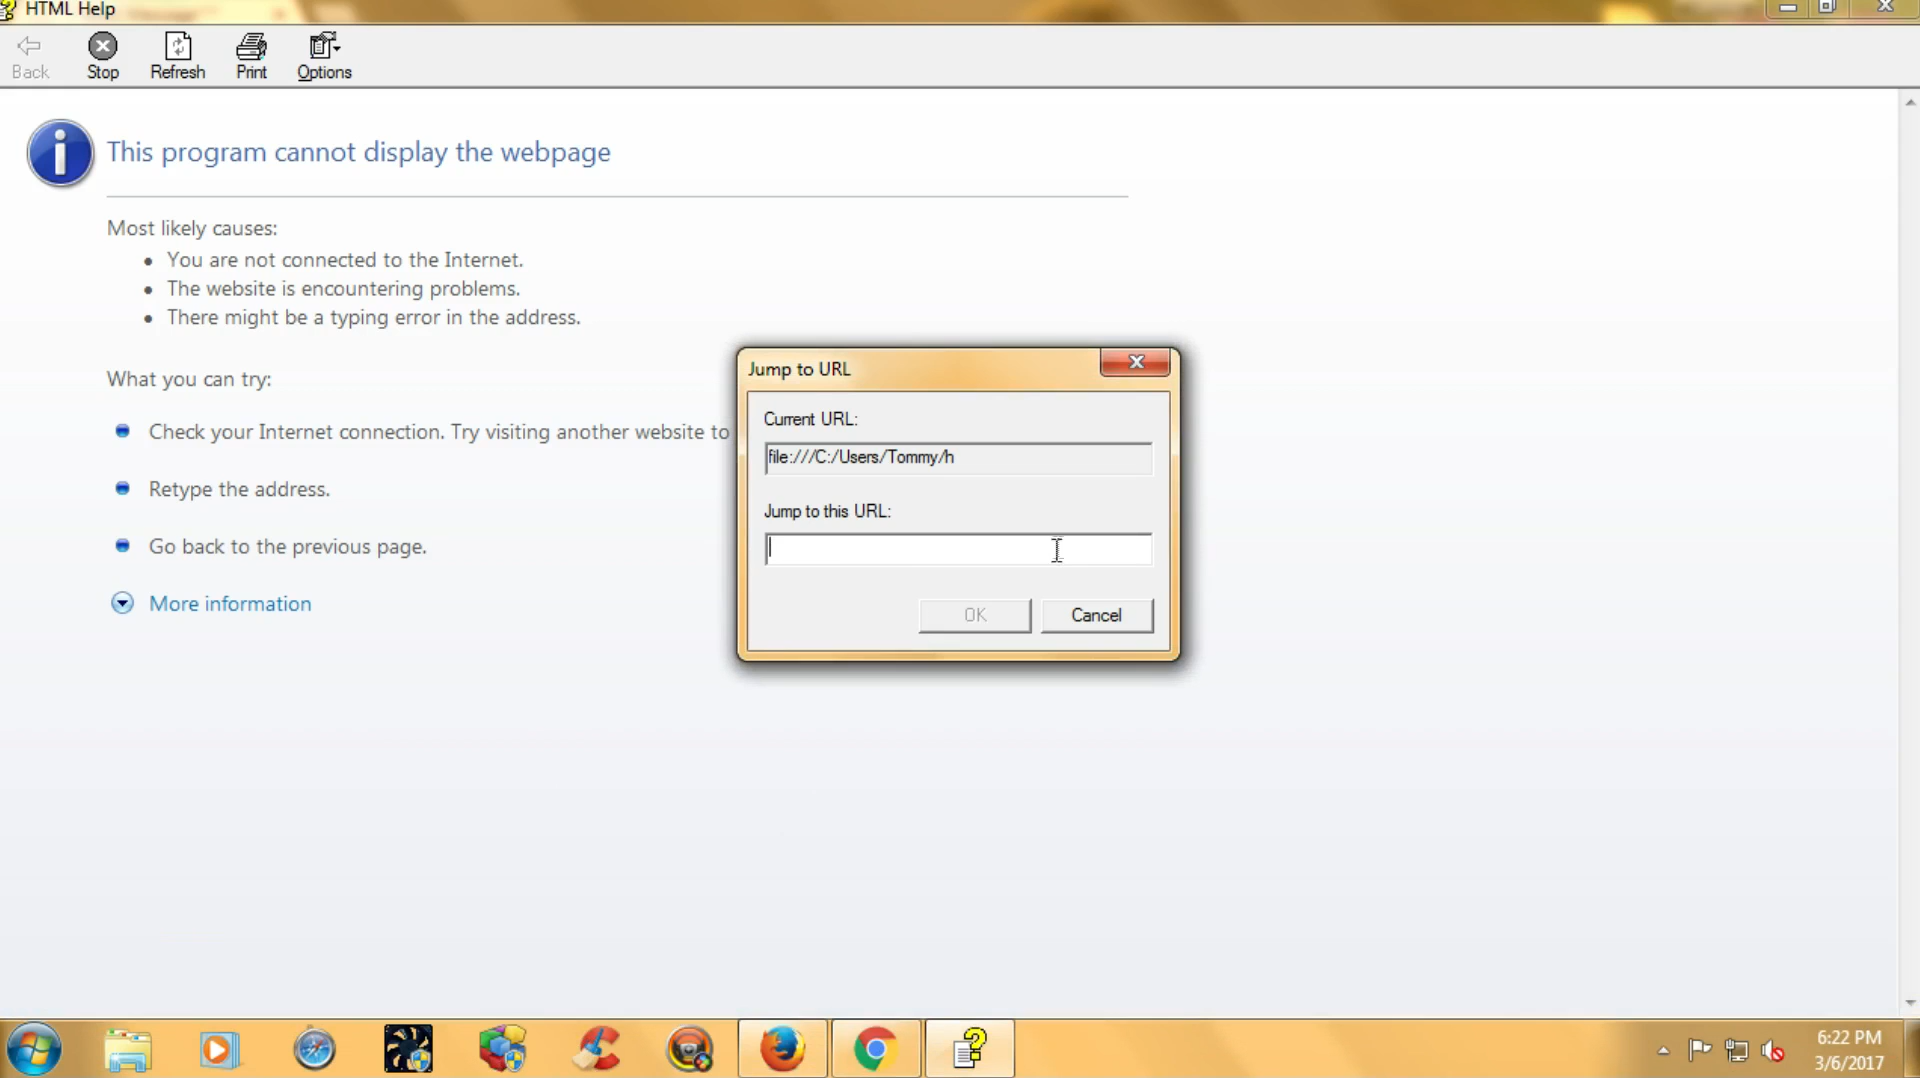 HTML Help
Back
Stop
Refresh
Print
Options
This program cannot display the webpage
Most likely causes:
You are not connected to the Internet.
The website is encountering problems.
There might be a typing error in the address.
What you can try:
Check your Internet connection. Try visiting another website to
Retype the address.
Go back to the previous page.
More information
Jump to URL
Current URL:
file:///C:/Users/Tommy/h
Jump to this URL:
OK
Cancel
6:22 PM
3/6/2017